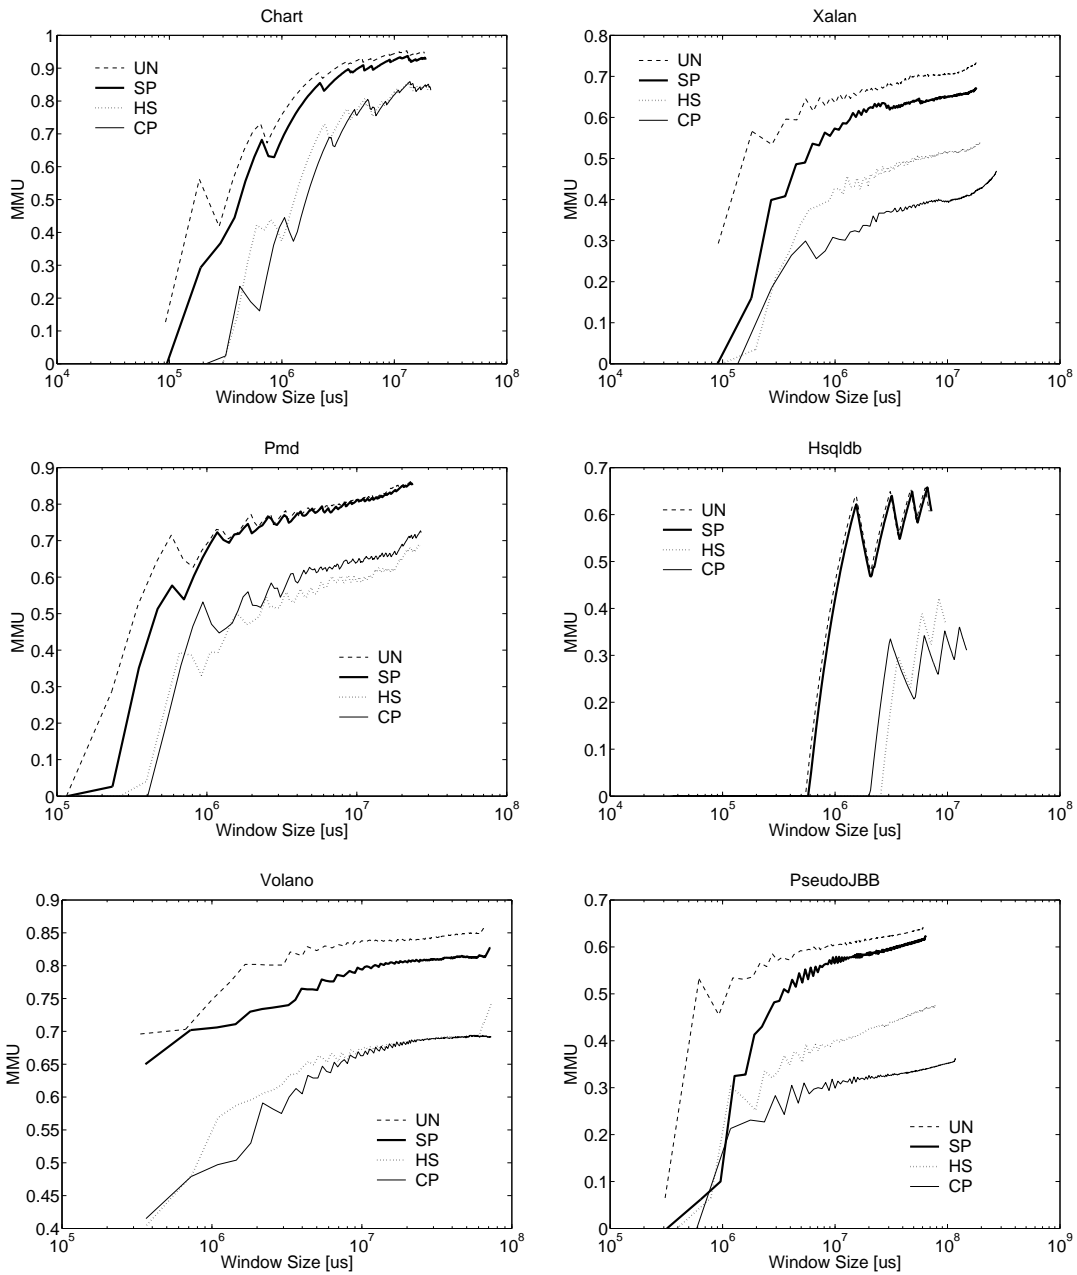 Chart
1
0.9
0.8
0.7
0.6
0.5
0.4
0.3
0.2
0.1
0
MMU
UN
SP
HS
CP
10^4 10^5 10^6 10^7 10^8
Window Size [us]
Xalan
0.8
0.7
0.6
0.5
0.4
0.3
0.2
0.1
0
MMU
UN
SP
HS
CP
10^4 10^5 10^6 10^7 10^8
Window Size [us]
Pmd
0.9
0.8
0.7
0.6
0.5
0.4
0.3
0.2
0.1
0
MMU
UN
SP
HS
CP
10^5 10^6 10^7 10^8
Window Size [us]
Hsqldb
0.7
0.6
0.5
0.4
0.3
0.2
0.1
0
MMU
UN
SP
HS
CP
10^4 10^5 10^6 10^7 10^8
Window Size [us]
Volano
0.9
0.85
0.8
0.75
0.7
0.65
0.6
0.55
0.5
0.45
0.4
MMU
UN
SP
HS
CP
10^5 10^6 10^7 10^8
Window Size [us]
PseudoJBB
0.7
0.6
0.5
0.4
0.3
0.2
0.1
0
MMU
UN
SP
HS
CP
10^5 10^6 10^7 10^8 10^9
Window Size [us]